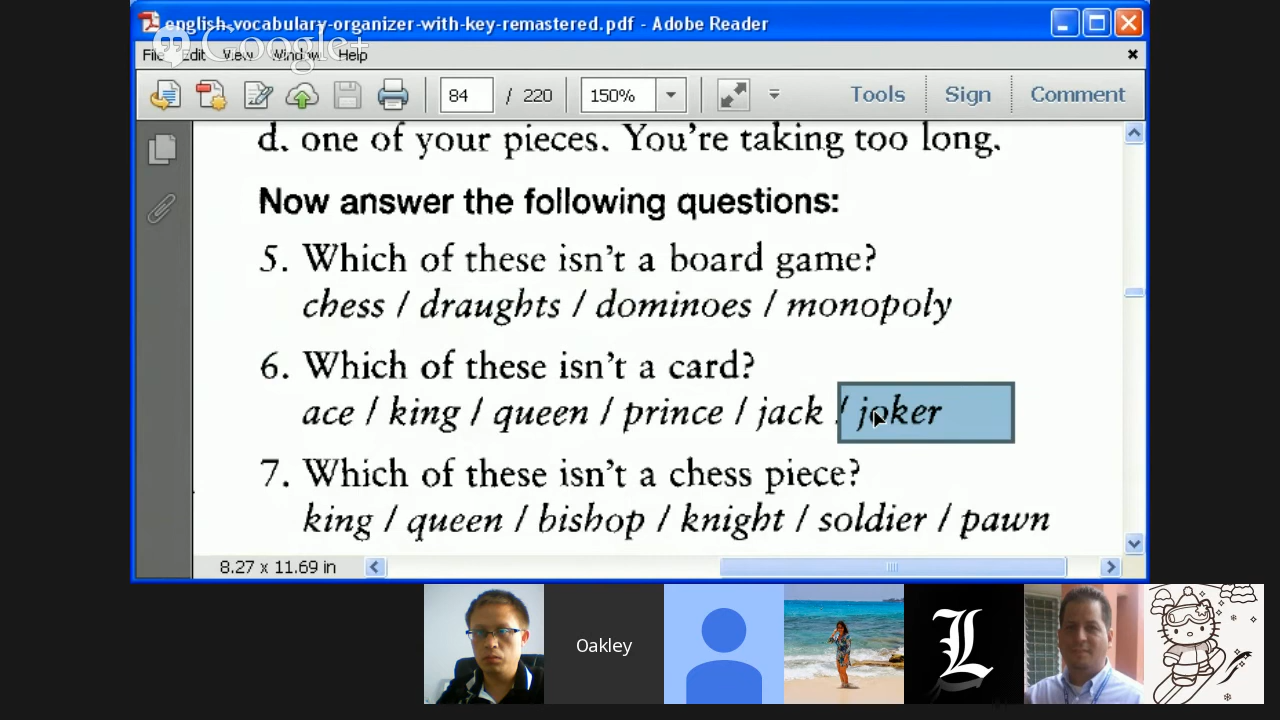 english-vocabulary-organizer-with-key-remastered.pdf - Adobe Reader
Google+
File Edit View Window Help
84 / 220 150% Tools Sign Comment
d. one of your pieces. You're taking too long.
Now answer the following questions:
5. Which of these isn't a board game?
chess / draughts / dominoes / monopoly
6. Which of these isn't a card?
ace / king / queen / prince / jack / joker
7. Which of these isn't a chess piece?
king / queen / bishop / knight / soldier / pawn
8.27 x 11.69 in
Oakley
L